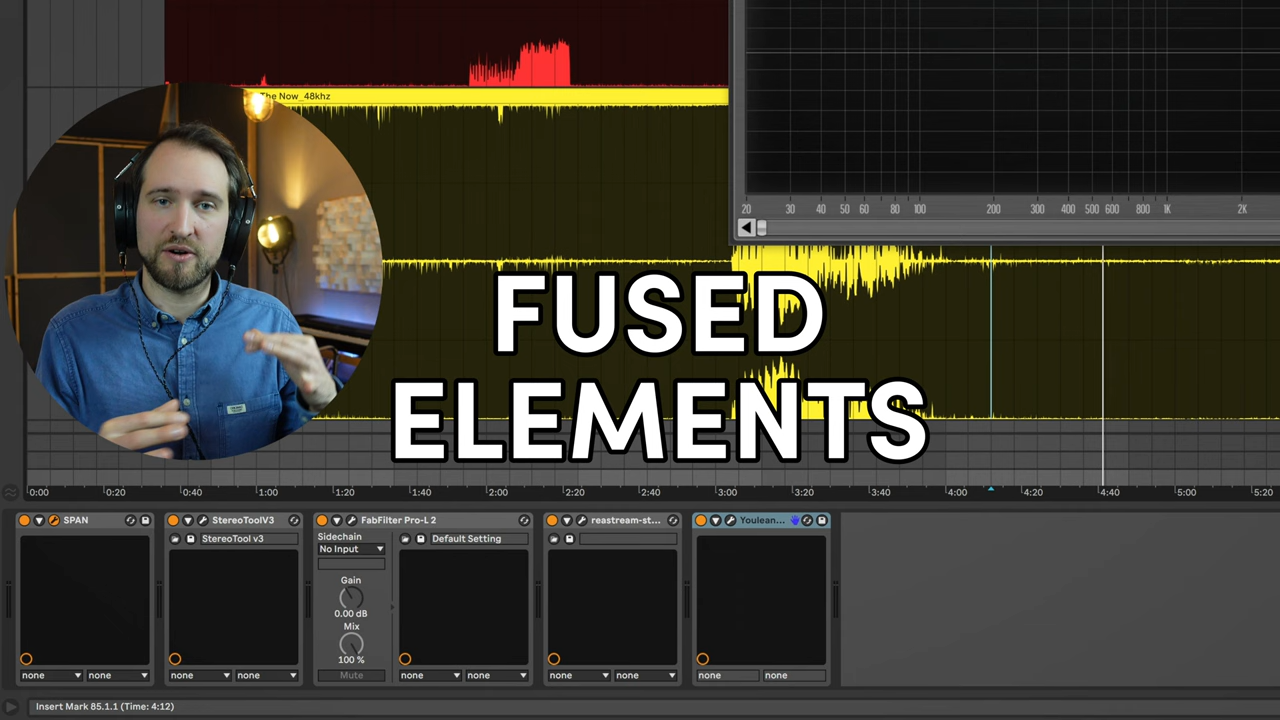 The Now_48khz
20 30 40 50 60 80 100 200 300 400 500 600 800 1K 2K
FUSED
ELEMENTS
0:00 0:20 0:40 1:00 1:20 1:40 2:00 2:20 2:40 3:00 3:20 3:40 4:00 4:20 4:40 5:00 5:20
SPAN StereoToolV3 FabFilter Pro-L 2 reastream-st... Youlean...
StereoTool v3 Sidechain Default Setting
No Input
Gain
0.00 dB
Mix
100 %
none none none none Mute none none none none none none
Insert Mark 85.1.1 (Time: 4:12)